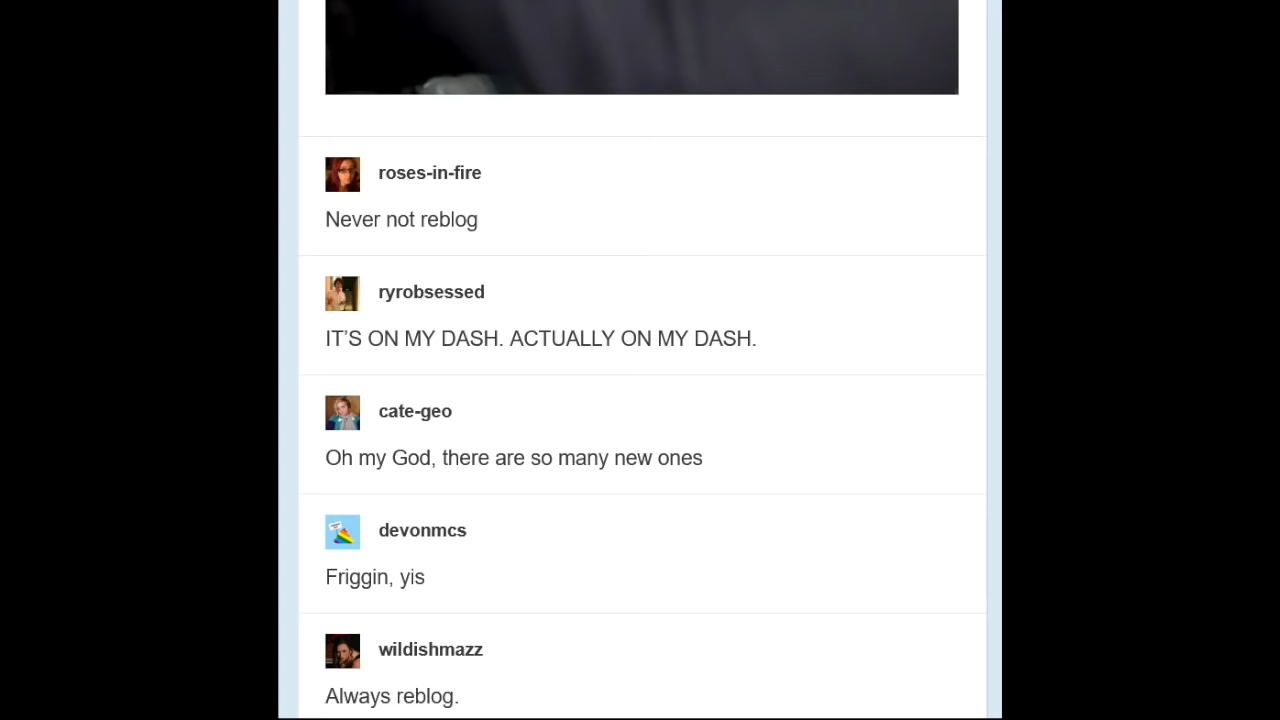 roses-in-fire
Never not reblog
ryrobsessed
IT’S ON MY DASH. ACTUALLY ON MY DASH.
cate-geo
Oh my God, there are so many new ones
devonmcs
Friggin, yis
wildishmazz
Always reblog.